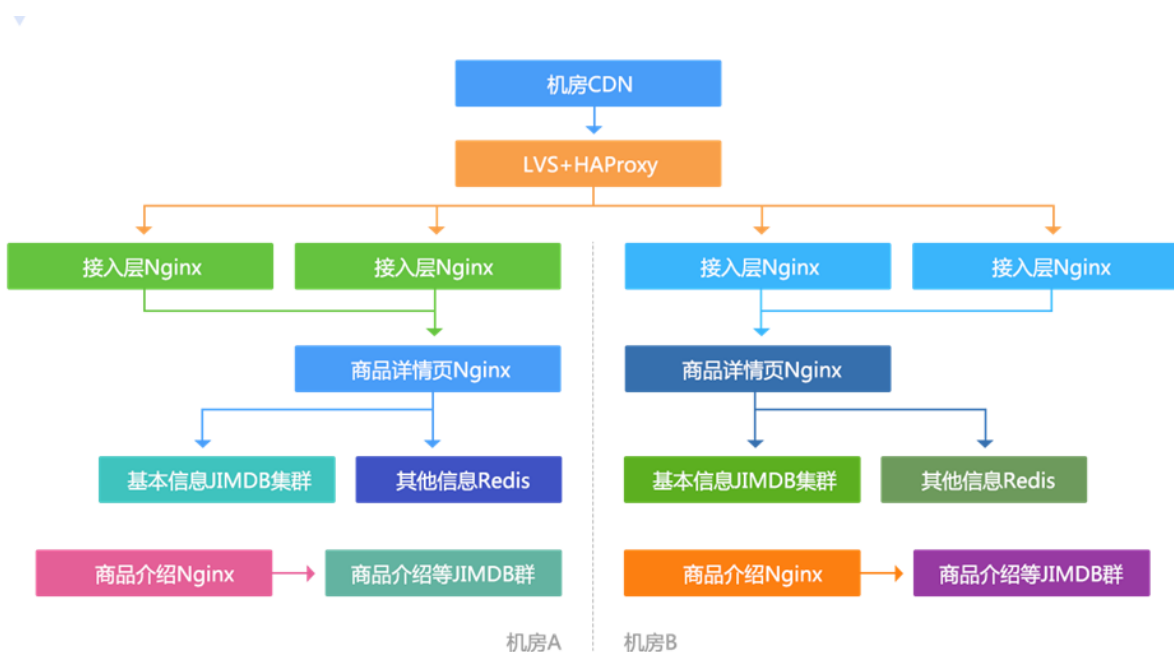 机房CDN
LVS+HAProxy
接入层Nginx
接入层Nginx
接入层Nginx
接入层Nginx
商品详情页Nginx
商品详情页Nginx
基本信息JIMDB集群
其他信息Redis
基本信息JIMDB集群
其他信息Redis
商品介绍Nginx
商品介绍等JIMDB群
商品介绍Nginx
商品介绍等JIMDB群
机房A
机房B